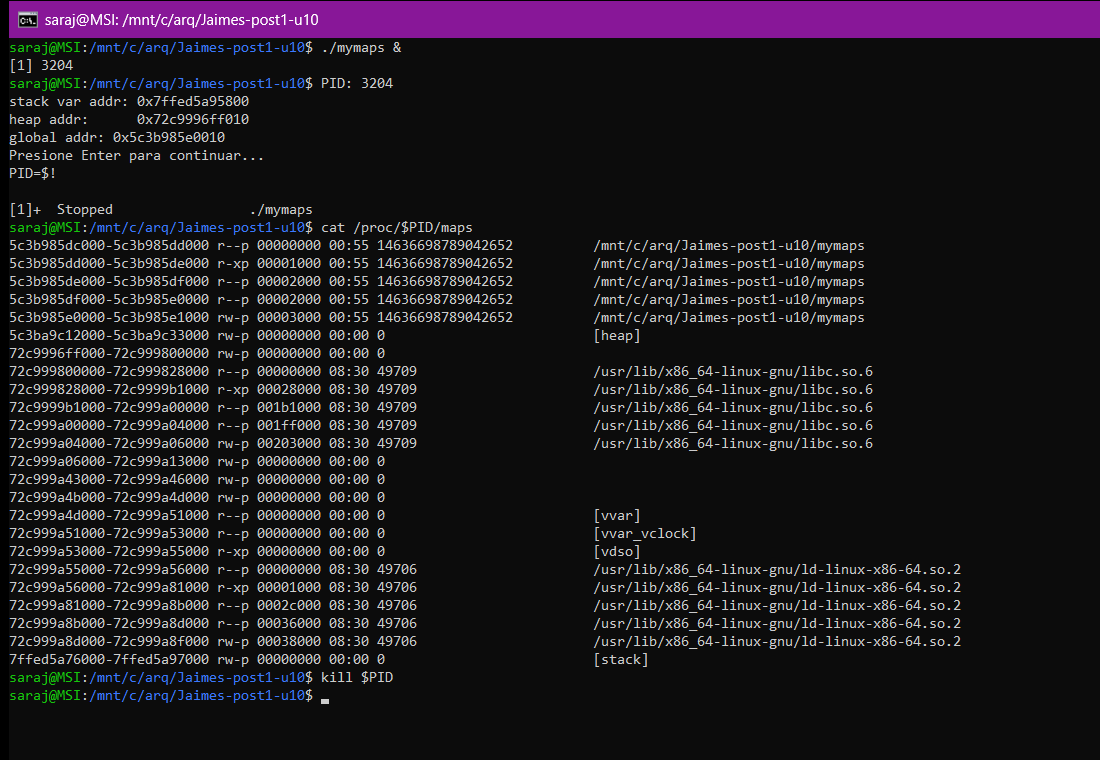 saraj@MSI: /mnt/c/arq/Jaimes-post1-u10
saraj@MSI:/mnt/c/arq/Jaimes-post1-u10$ ./mymaps &
[1] 3204
saraj@MSI:/mnt/c/arq/Jaimes-post1-u10$ PID: 3204
stack var addr: 0x7ffed5a95800
heap addr:      0x72c9996ff010
global addr: 0x5c3b985e0010
Presione Enter para continuar...
PID=$!
[1]+  Stopped                 ./mymaps
saraj@MSI:/mnt/c/arq/Jaimes-post1-u10$ cat /proc/$PID/maps
5c3b985dc000-5c3b985dd000 r--p 00000000 00:55 14636698789042652          /mnt/c/arq/Jaimes-post1-u10/mymaps
5c3b985dd000-5c3b985de000 r-xp 00001000 00:55 14636698789042652          /mnt/c/arq/Jaimes-post1-u10/mymaps
5c3b985de000-5c3b985df000 r--p 00002000 00:55 14636698789042652          /mnt/c/arq/Jaimes-post1-u10/mymaps
5c3b985df000-5c3b985e0000 r--p 00002000 00:55 14636698789042652          /mnt/c/arq/Jaimes-post1-u10/mymaps
5c3b985e0000-5c3b985e1000 rw-p 00003000 00:55 14636698789042652          /mnt/c/arq/Jaimes-post1-u10/mymaps
5c3ba9c12000-5c3ba9c33000 rw-p 00000000 00:00 0                          [heap]
72c9996ff000-72c999800000 rw-p 00000000 00:00 0
72c999800000-72c999828000 r--p 00000000 08:30 49709                      /usr/lib/x86_64-linux-gnu/libc.so.6
72c999828000-72c9999b1000 r-xp 00028000 08:30 49709                      /usr/lib/x86_64-linux-gnu/libc.so.6
72c9999b1000-72c999a00000 r--p 001b1000 08:30 49709                      /usr/lib/x86_64-linux-gnu/libc.so.6
72c999a00000-72c999a04000 r--p 001ff000 08:30 49709                      /usr/lib/x86_64-linux-gnu/libc.so.6
72c999a04000-72c999a06000 rw-p 00203000 08:30 49709                      /usr/lib/x86_64-linux-gnu/libc.so.6
72c999a06000-72c999a13000 rw-p 00000000 00:00 0
72c999a43000-72c999a46000 rw-p 00000000 00:00 0
72c999a4b000-72c999a4d000 rw-p 00000000 00:00 0
72c999a4d000-72c999a51000 r--p 00000000 00:00 0                          [vvar]
72c999a51000-72c999a53000 r--p 00000000 00:00 0                          [vvar_vclock]
72c999a53000-72c999a55000 r-xp 00000000 00:00 0                          [vdso]
72c999a55000-72c999a56000 r--p 00000000 08:30 49706                      /usr/lib/x86_64-linux-gnu/ld-linux-x86-64.so.2
72c999a56000-72c999a81000 r-xp 00001000 08:30 49706                      /usr/lib/x86_64-linux-gnu/ld-linux-x86-64.so.2
72c999a81000-72c999a8b000 r--p 0002c000 08:30 49706                      /usr/lib/x86_64-linux-gnu/ld-linux-x86-64.so.2
72c999a8b000-72c999a8d000 r--p 00036000 08:30 49706                      /usr/lib/x86_64-linux-gnu/ld-linux-x86-64.so.2
72c999a8d000-72c999a8f000 rw-p 00038000 08:30 49706                      /usr/lib/x86_64-linux-gnu/ld-linux-x86-64.so.2
7ffed5a76000-7ffed5a97000 rw-p 00000000 00:00 0                          [stack]
saraj@MSI:/mnt/c/arq/Jaimes-post1-u10$ kill $PID
saraj@MSI:/mnt/c/arq/Jaimes-post1-u10$